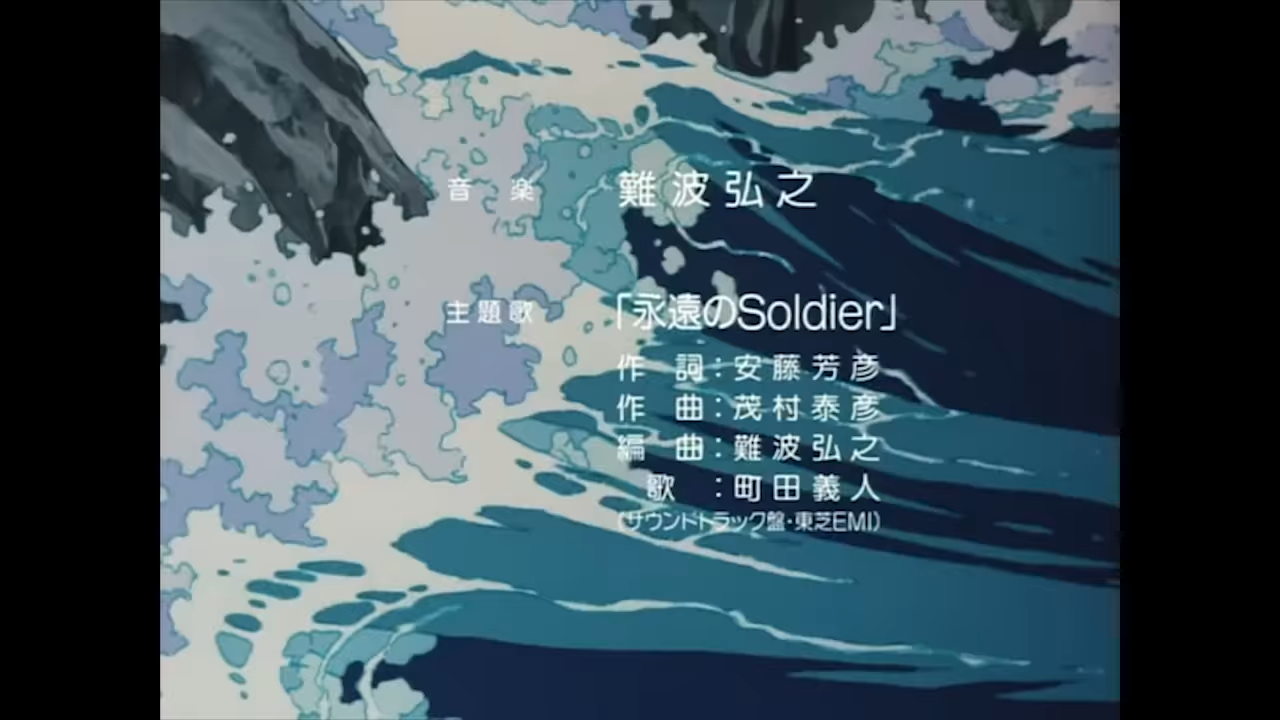 音 楽 難波弘之
主題歌 「永遠のSoldier」
作 詞：安藤芳彦
作 曲：茂村泰彦
編 曲：難波弘之
歌 ：町田義人
（サウンドトラック盤・東芝EMI）